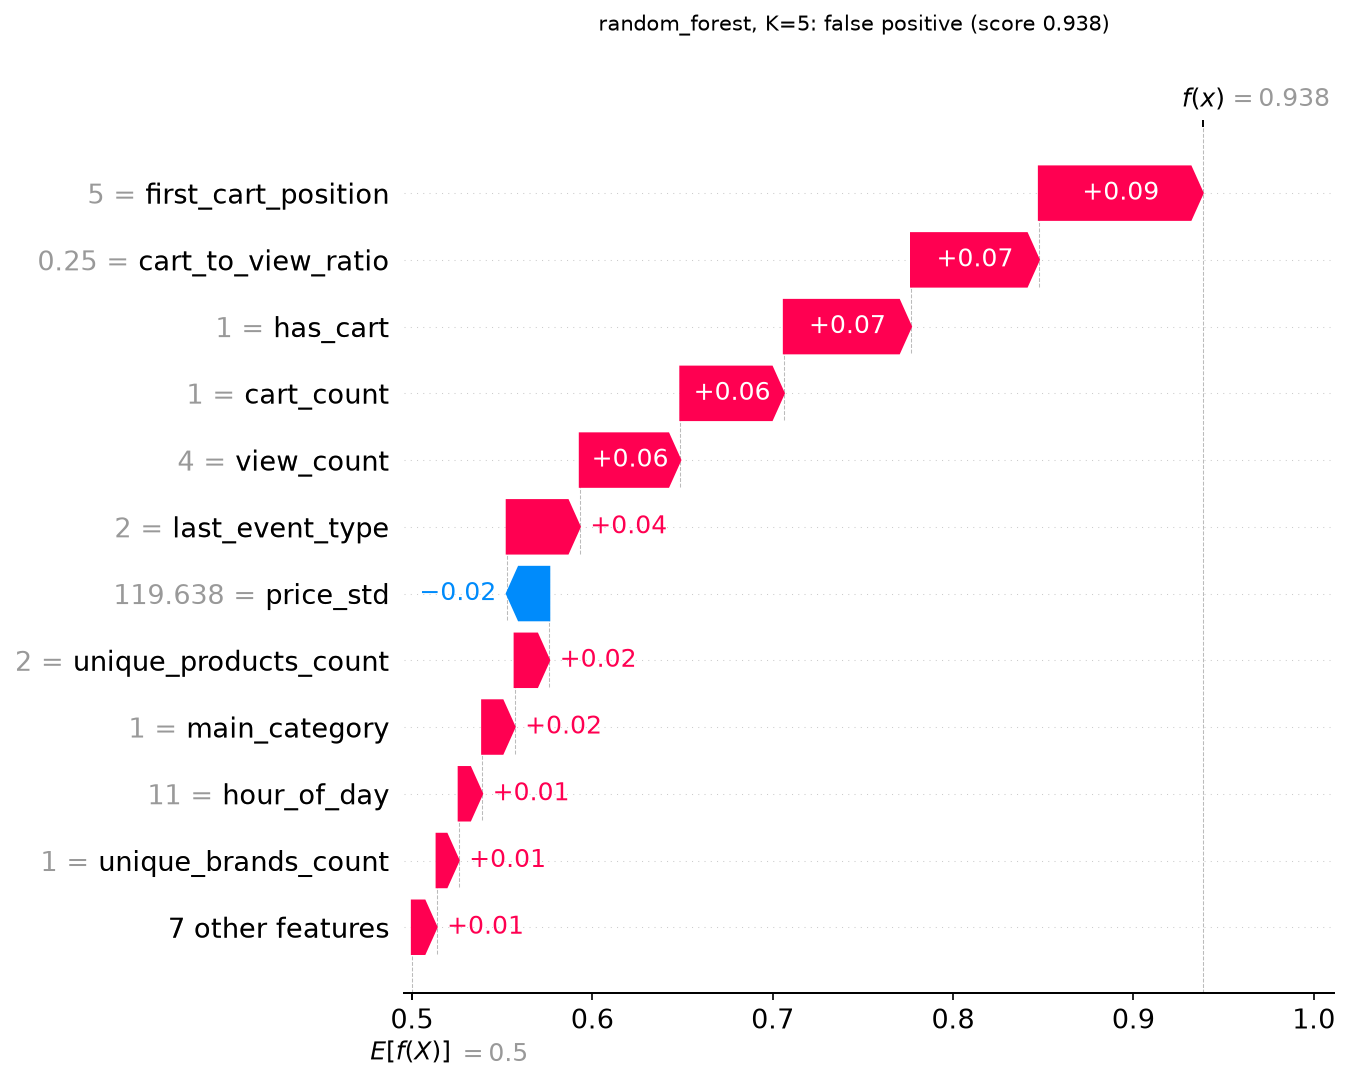 random_forest, K=5: false positive (score 0.938)
f(x) = 0.938
5 = first_cart_position +0.09
0.25 = cart_to_view_ratio +0.07
1 = has_cart +0.07
1 = cart_count +0.06
4 = view_count +0.06
2 = last_event_type +0.04
119.638 = price_std −0.02
2 = unique_products_count +0.02
1 = main_category +0.02
11 = hour_of_day +0.01
1 = unique_brands_count +0.01
7 other features +0.01
0.5 0.6 0.7 0.8 0.9 1.0
E[f(X)] = 0.5